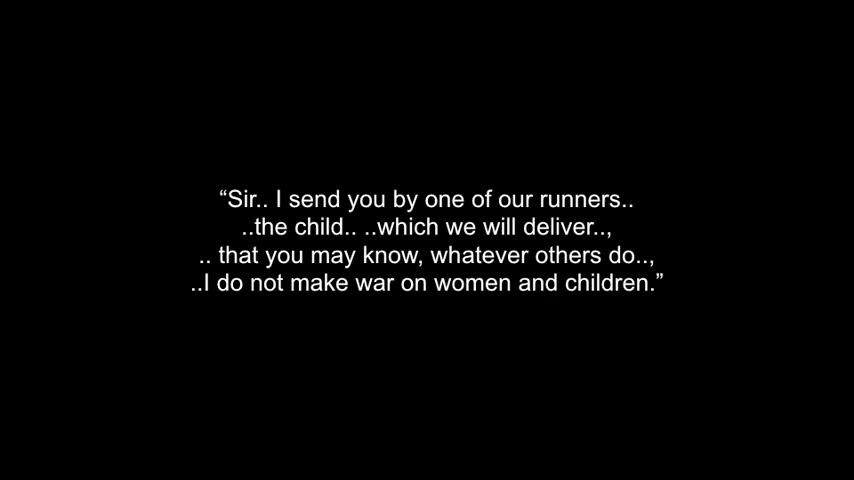 “Sir.. I send you by one of our runners..
..the child.. ..which we will deliver..,
.. that you may know, whatever others do..,
..I do not make war on women and children.”